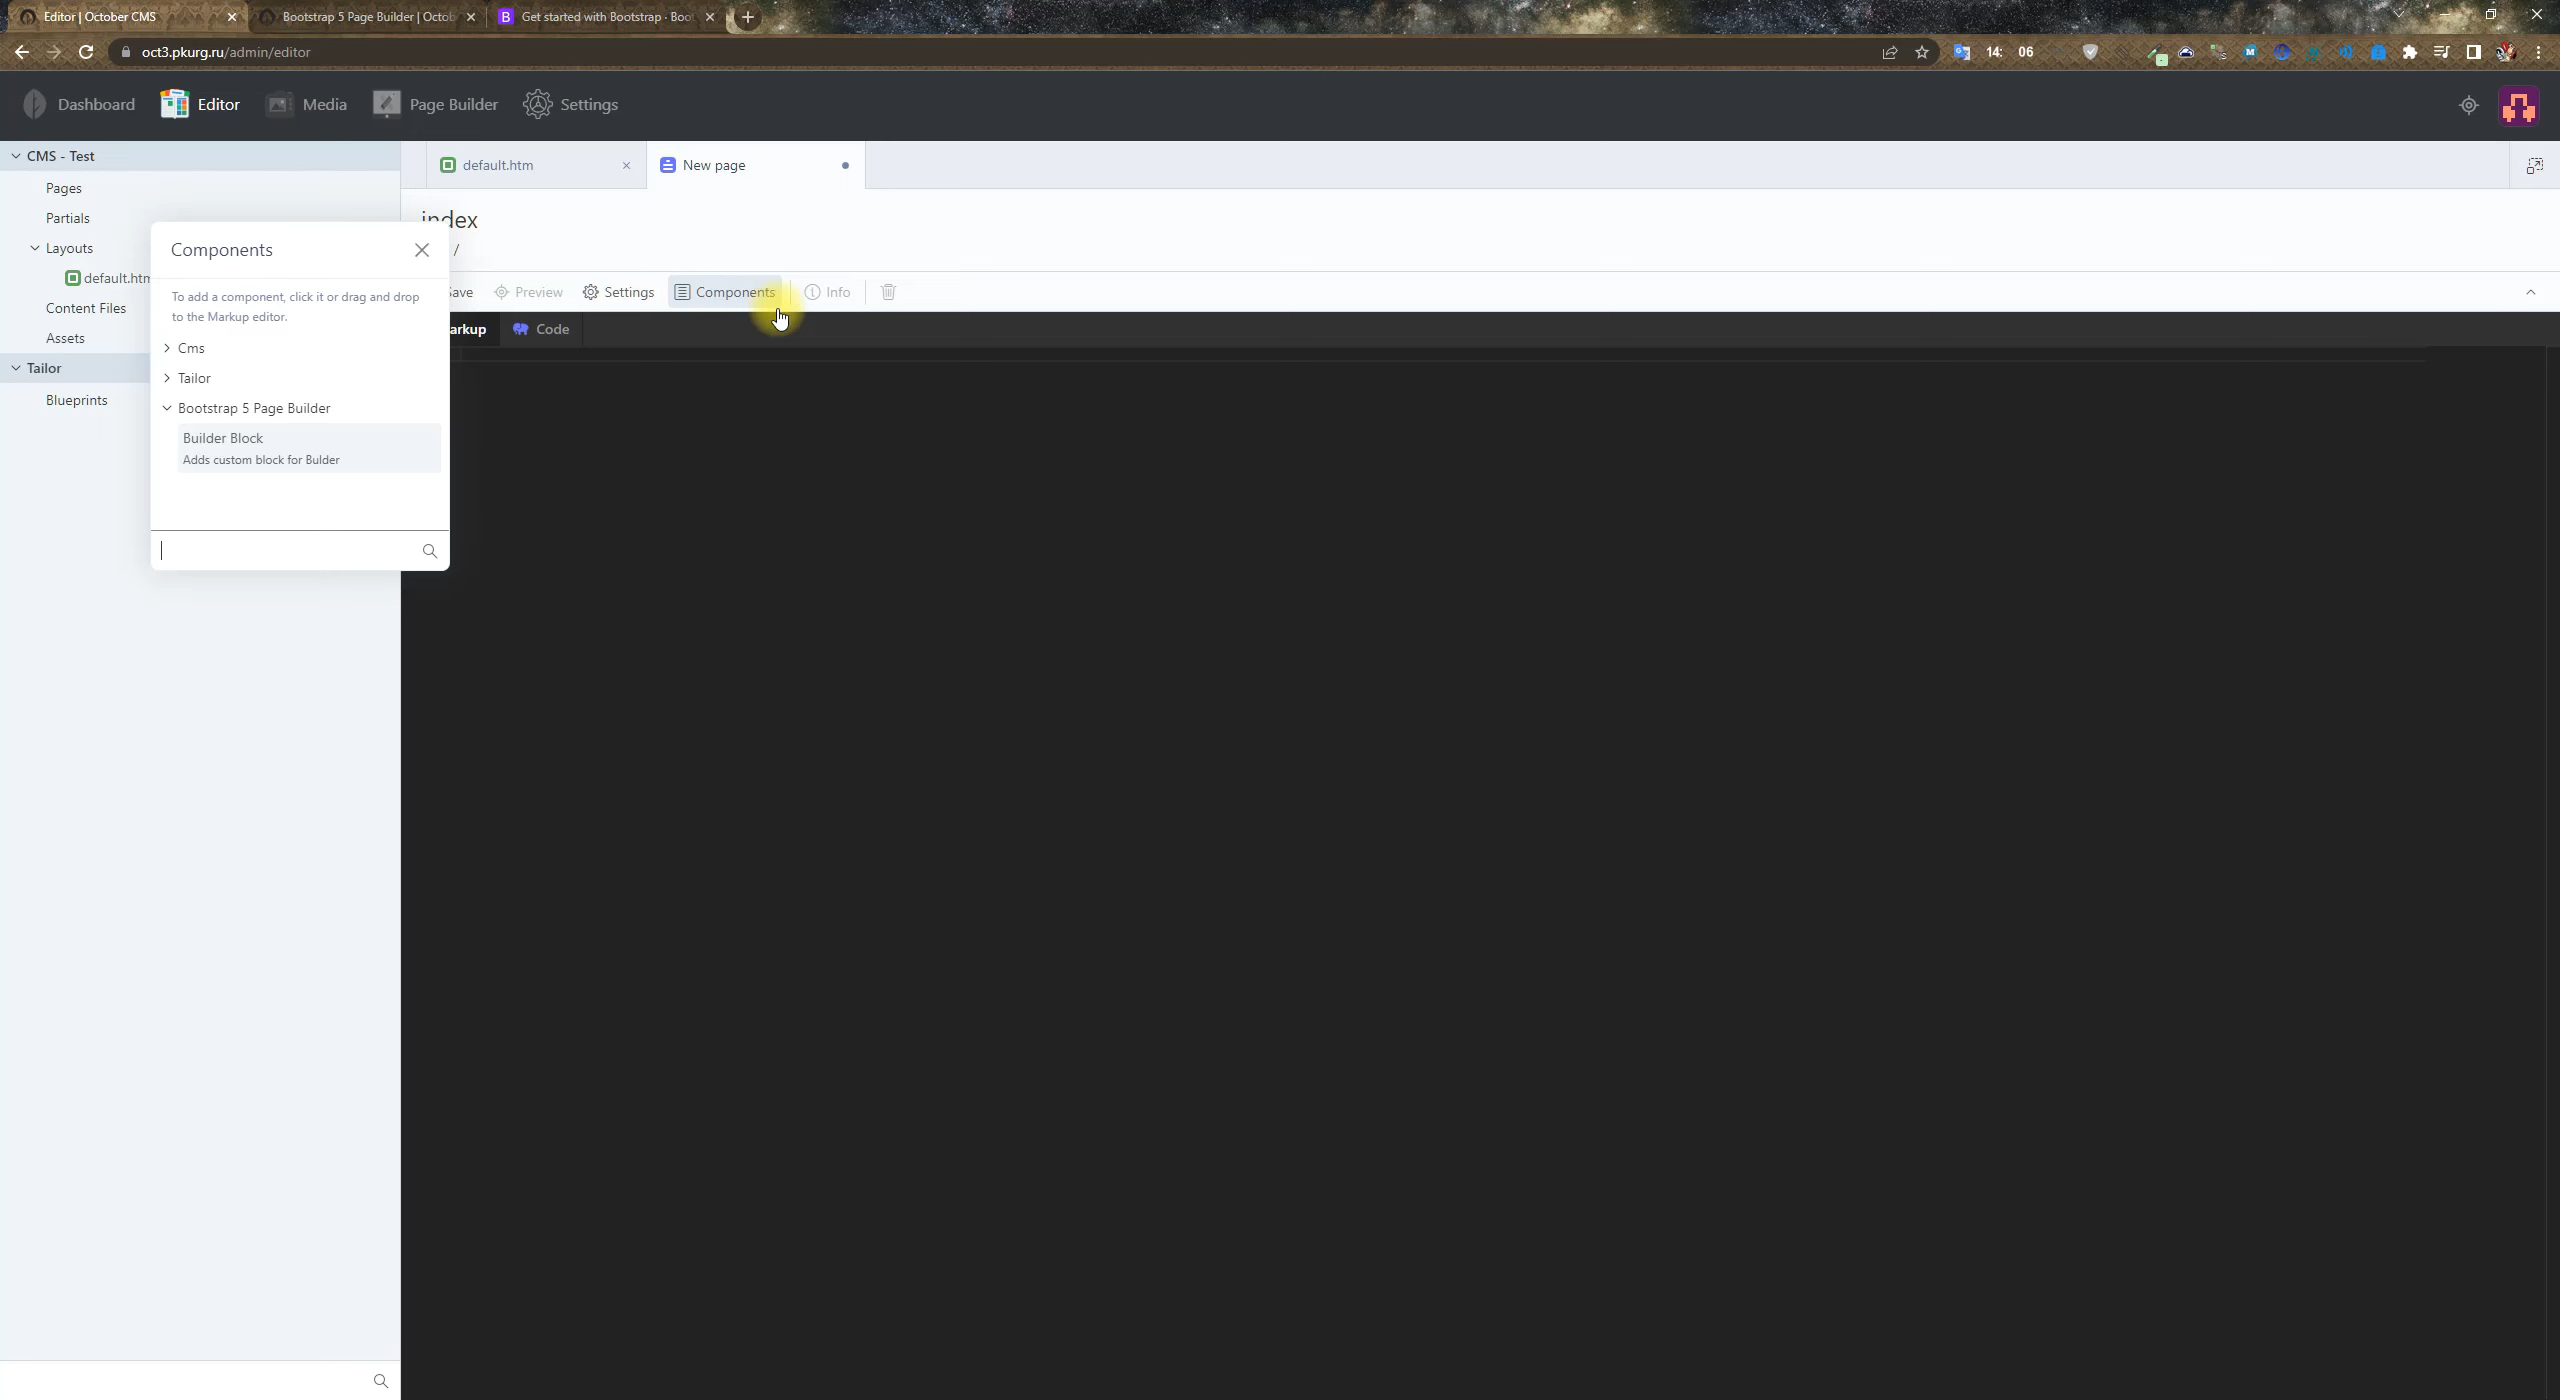 Editor | October CMS
Bootstrap 5 Page Builder | Octob
Get started with Bootstrap · Boot
oct3.pkurg.ru/admin/editor
14: 06
Dashboard
Editor
Media
Page Builder
Settings
CMS - Test
Pages
Partials
Layouts
default.htm
Content Files
Assets
Tailor
Blueprints
default.htm
New page
index
/
Save
Preview
Settings
Components
Info
arkup
Code
Components
To add a component, click it or drag and drop
to the Markup editor.
Cms
Tailor
Bootstrap 5 Page Builder
Builder Block
Adds custom block for Bulder